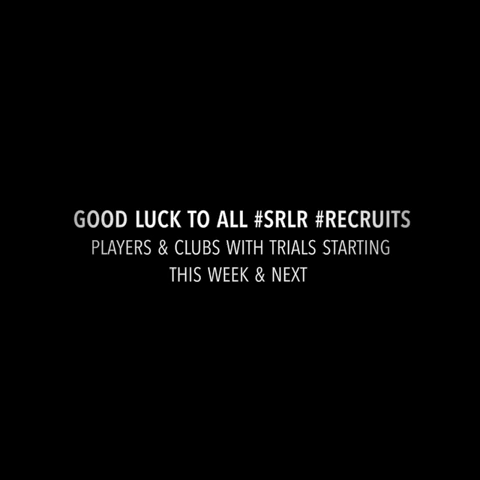 GOOD LUCK TO ALL #SRLR #RECRUITS
PLAYERS & CLUBS WITH TRIALS STARTING
THIS WEEK & NEXT